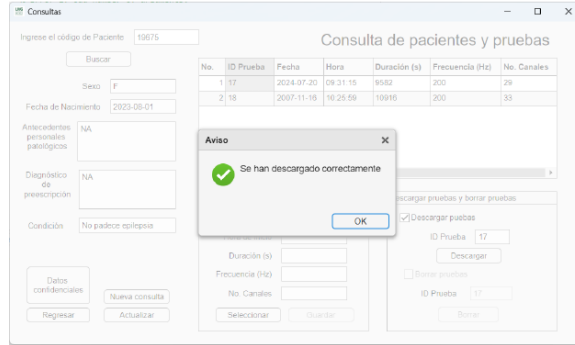 Consultas
Ingrese el código de Paciente 19675
Buscar
Sexo F
Fecha de Nacimiento 2023-09-01
Antecedentes personales patológicos NA
Diagnóstico de preescripción NA
Condición No padece epilepsia
Datos confidenciales
Nueva consulta
Regresar
Actualizar
Consulta de pacientes y pruebas
No. ID Prueba Fecha Hora Duración (s) Frecuencia (Hz) No. Canales
1 17 2024-07-20 09:31:15 9582 200 29
2 18 2007-11-16 10:25:59 10916 200 33
Aviso
Se han descargado correctamente
OK
Duración (s)
Frecuencia (Hz)
No. Canales
Seleccionar
Guardar
escargar pruebas y borrar pruebas
Descargar puebas
ID Prueba 17
Descargar
Borrar pruebas
ID Prueba 17
Borrar